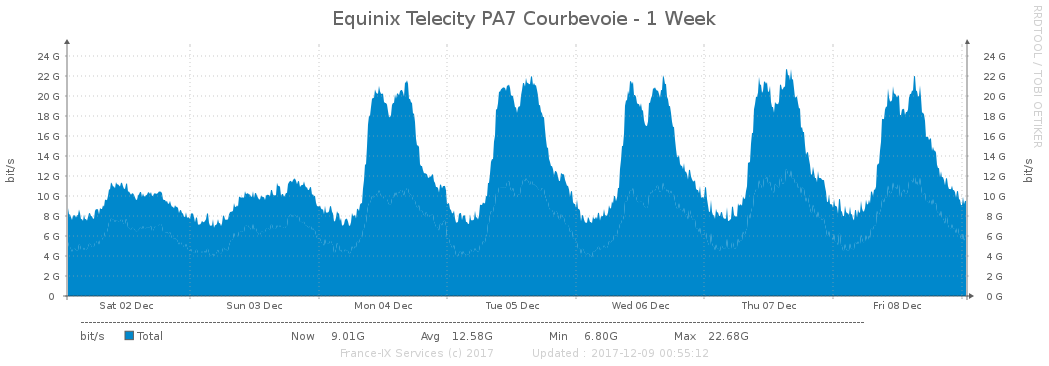 Equinix Telecity PA7 Courbevoie - 1 Week
RRDTOOL / TOBI OETIKER
bit/s
24 G 24 G
22 G 22 G
20 G 20 G
18 G 18 G
16 G 16 G
14 G 14 G
12 G 12 G
10 G 10 G
8 G 8 G
6 G 6 G
4 G 4 G
2 G 2 G
0 0 G
bit/s
Sat 02 Dec Sun 03 Dec Mon 04 Dec Tue 05 Dec Wed 06 Dec Thu 07 Dec Fri 08 Dec
bit/s Total Now 9.01G Avg 12.58G Min 6.80G Max 22.68G
France-IX Services (c) 2017 Updated : 2017-12-09 00:55:12